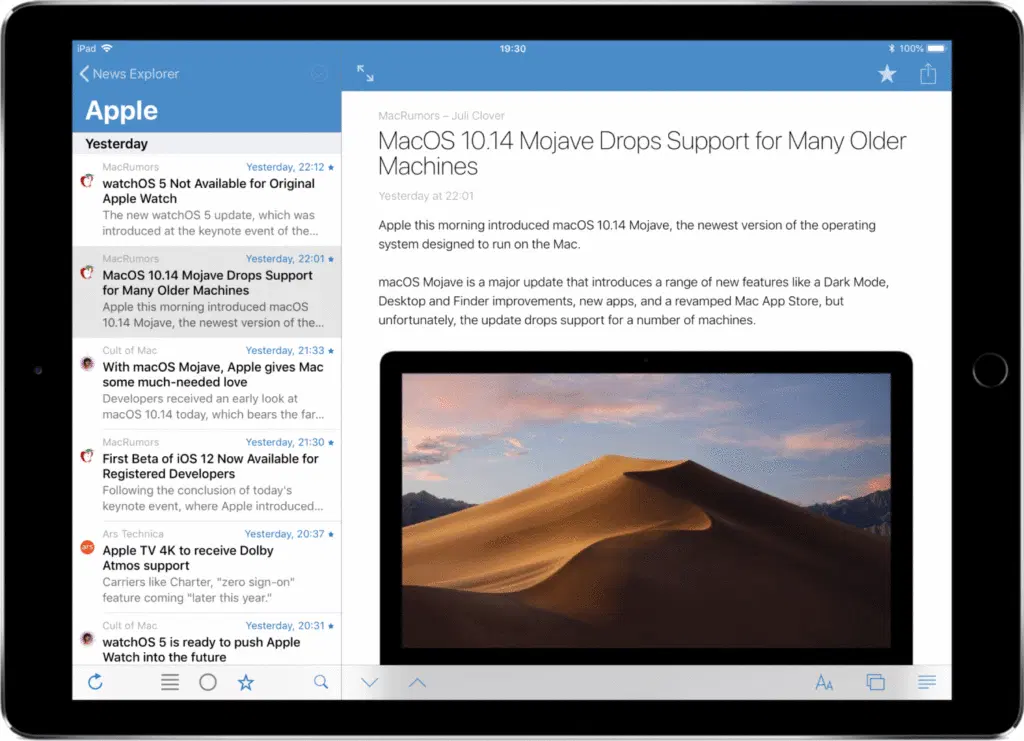 iPad
19:30
100%
News Explorer
Apple
Yesterday
MacRumors
Yesterday, 22:12
watchOS 5 Not Available for Original
Apple Watch
The new watchOS 5 update, which was
introduced at the keynote event of the...
MacRumors
Yesterday, 22:01
MacOS 10.14 Mojave Drops Support
for Many Older Machines
Apple this morning introduced macOS
10.14 Mojave, the newest version of the...
Cult of Mac
Yesterday, 21:33
With macOS Mojave, Apple gives Mac
some much-needed love
Developers received an early look at
macOS 10.14 today, which bears the far...
MacRumors
Yesterday, 21:30
First Beta of iOS 12 Now Available for
Registered Developers
Following the conclusion of today's
keynote event, where Apple introduced...
Ars Technica
Yesterday, 20:37
ars
Apple TV 4K to receive Dolby
Atmos support
Carriers like Charter, "zero sign-on"
feature coming "later this year."
Cult of Mac
Yesterday, 20:31
watchOS 5 is ready to push Apple
Watch into the future
MacRumors – Juli Clover
MacOS 10.14 Mojave Drops Support for Many Older
Machines
Yesterday at 22:01
Apple this morning introduced macOS 10.14 Mojave, the newest version of the operating
system designed to run on the Mac.
macOS Mojave is a major update that introduces a range of new features like a Dark Mode,
Desktop and Finder improvements, new apps, and a revamped Mac App Store, but
unfortunately, the update drops support for a number of machines.
AA